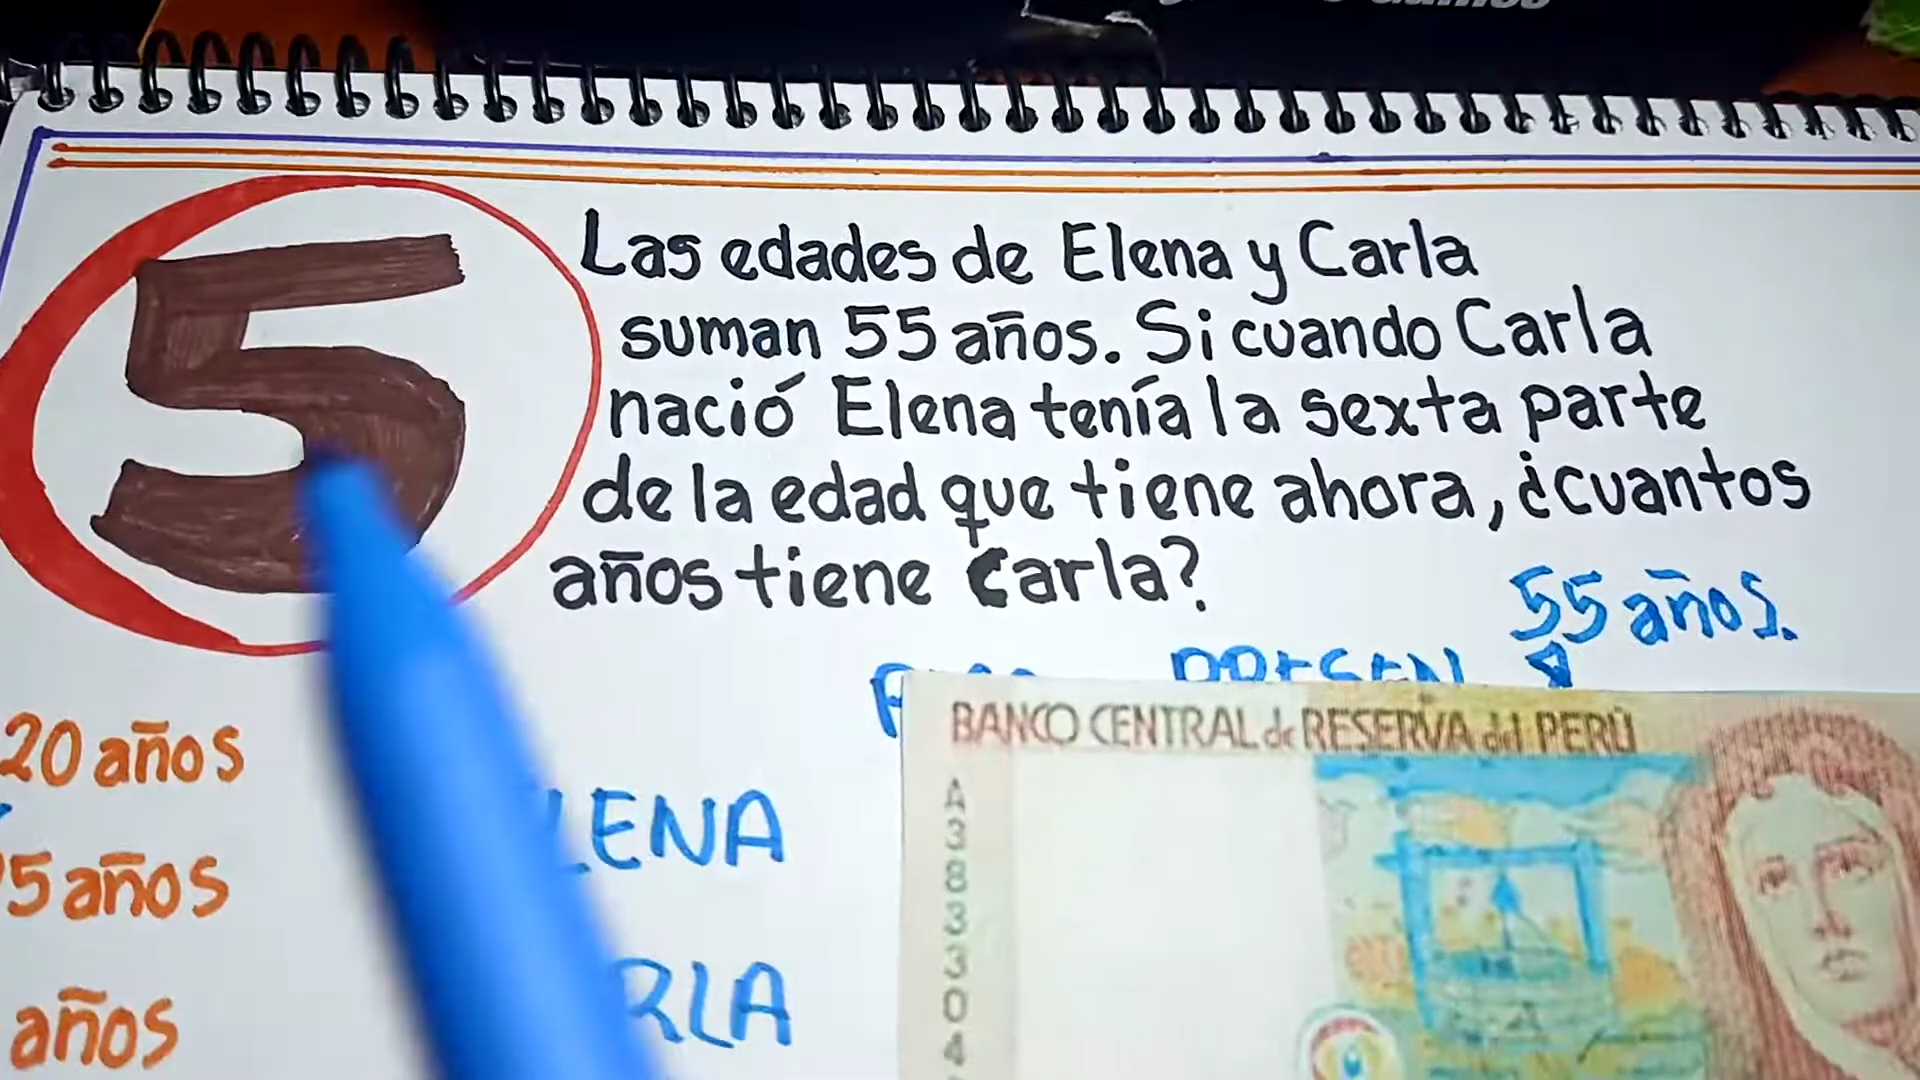 5
Las edades de Elena y Carla
suman 55 años. Si cuando Carla
nació Elena tenía la sexta parte
de la edad que tiene ahora, ¿cuantos
años tiene Carla?
55 años.
BANCO CENTRAL de RESERVA del PERÚ
20 años
LENA
5 años
RLA
años